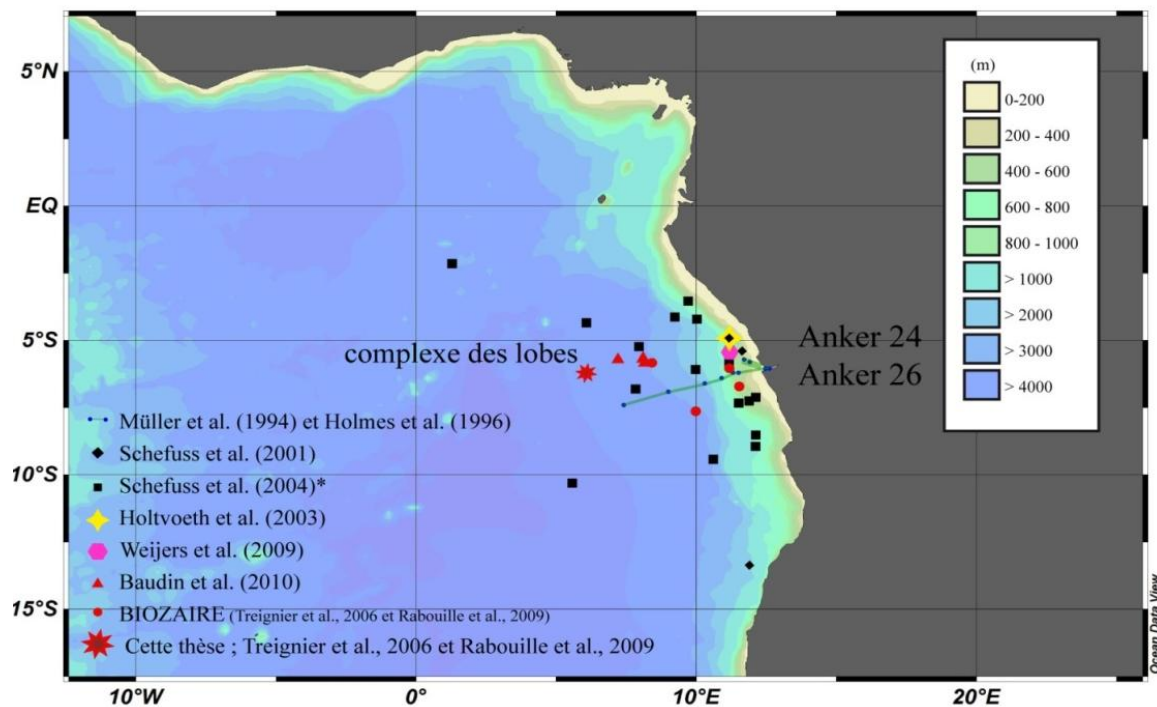 5°N
EQ
5°S
10°S
15°S
10°W
0°
10°E
20°E
(m)
0-200
200 - 400
400 - 600
600 - 800
800 - 1000
> 1000
> 2000
> 3000
> 4000
Anker 24
Anker 26
complexe des lobes
Müller et al. (1994) et Holmes et al. (1996)
Schefuss et al. (2001)
Schefuss et al. (2004)*
Holtvoeth et al. (2003)
Weijers et al. (2009)
Baudin et al. (2010)
BIOZAIRE (Treignier et al., 2006 et Rabouille et al., 2009)
Cette thèse ; Treignier et al., 2006 et Rabouille et al., 2009
Ocean Data View